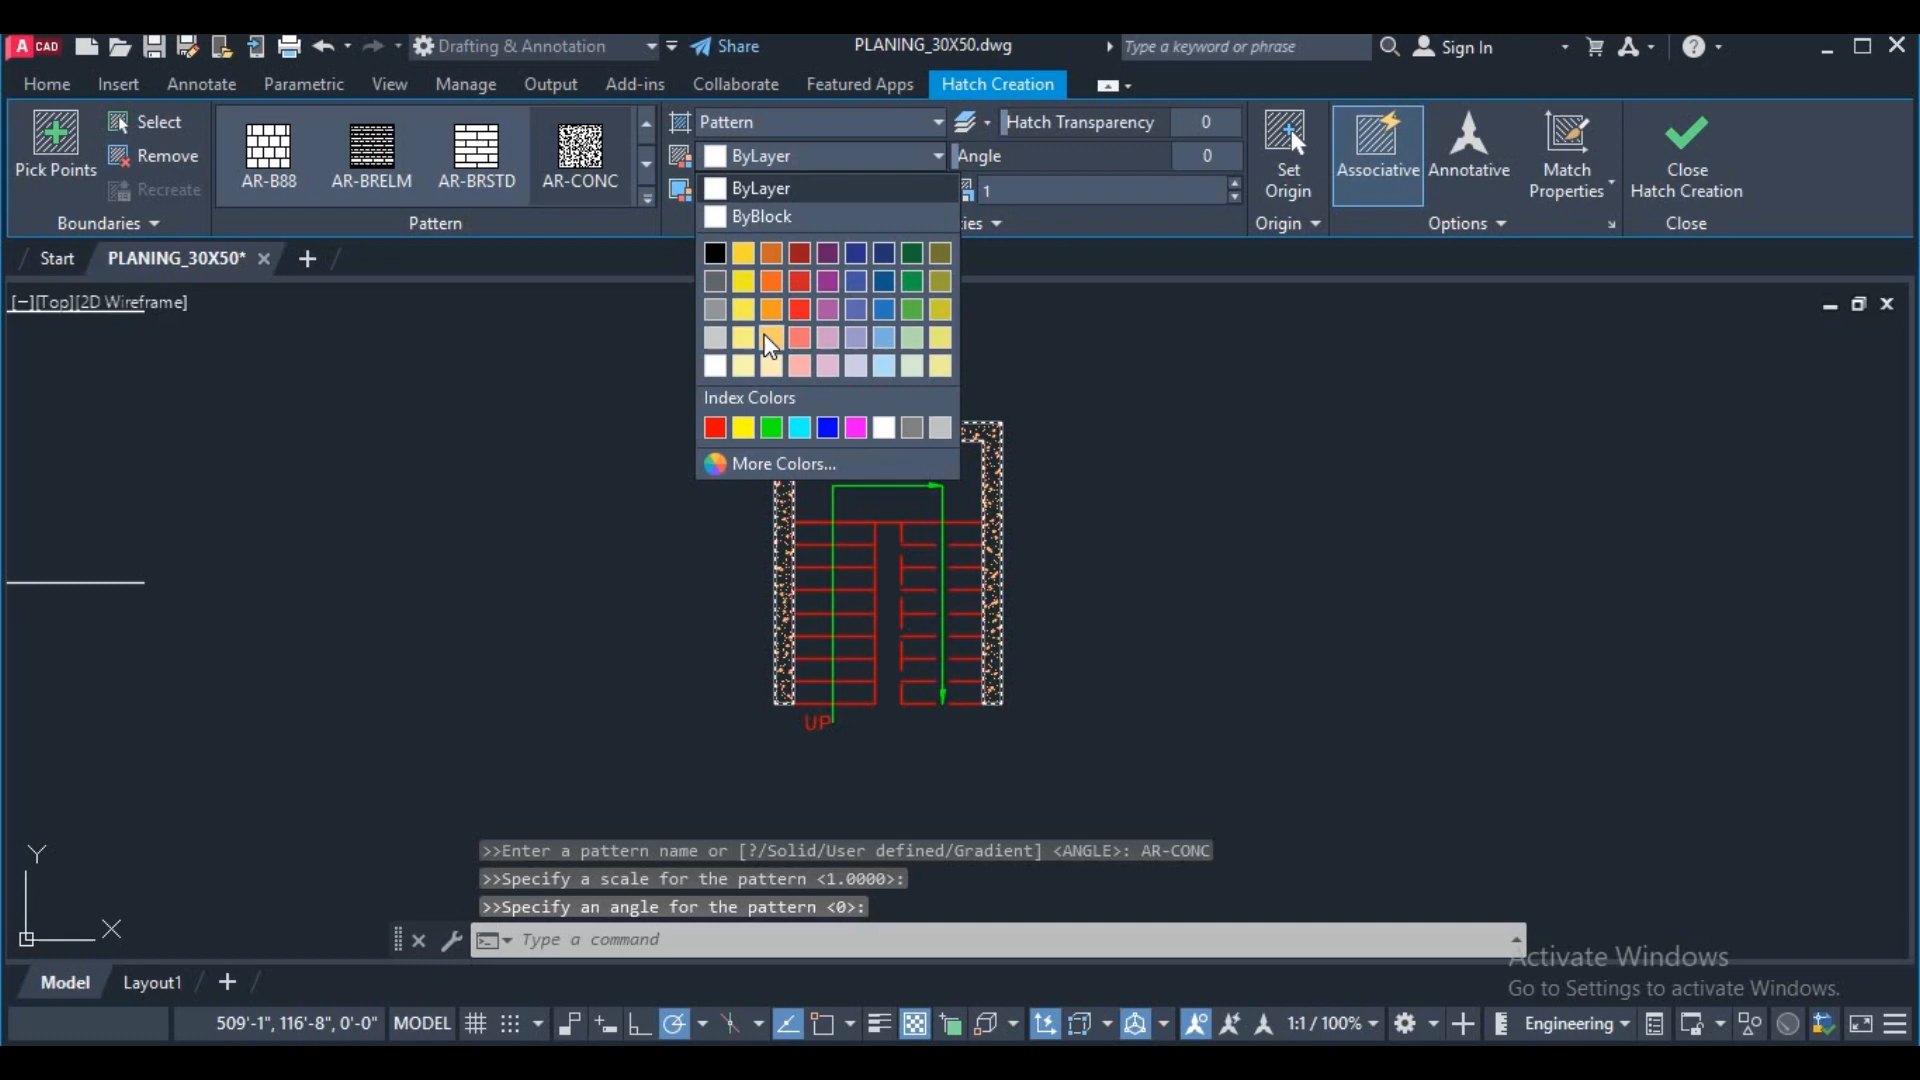 A CAD
Drafting & Annotation
Share
PLANING_30X50.dwg
Type a keyword or phrase
Sign In
Home
Insert
Annotate
Parametric
View
Manage
Output
Add-ins
Collaborate
Featured Apps
Hatch Creation
Pick Points
Select
Remove
Recreate
Boundaries
AR-B88
AR-BRELM
AR-BRSTD
AR-CONC
Pattern
Pattern
ByLayer
ByLayer
ByBlock
Index Colors
More Colors...
Hatch Transparency
0
Angle
0
1
ies
Set
Origin
Origin
Associative
Annotative
Match
Properties
Options
Close
Hatch Creation
Close
Start
PLANING_30X50*
[−][Top][2D Wireframe]
UP
Y
X
>>Enter a pattern name or [?/Solid/User defined/Gradient] <ANGLE>: AR-CONC
>>Specify a scale for the pattern <1.0000>:
>>Specify an angle for the pattern <0>:
Type a command
Activate Windows
Go to Settings to activate Windows.
Model
Layout1
509'-1", 116'-8", 0'-0"
MODEL
1:1 / 100%
Engineering